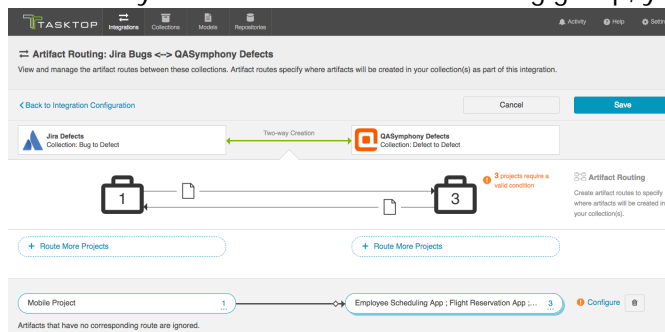 TASKTOP
Integrations
Collections
Models
Repositories
Activity
Help
Artifact Routing: Jira Bugs <--> QASymphony Defects
View and manage the artifact routes between these collections. Artifact routes specify where artifacts will be created in your collection(s) as part of this integration.
Back to Integration Configuration
Cancel
Save
Jira Defects
Collection: Bug to Defect
Two-way Creation
QASymphony Defects
Collection: Defect to Defect
1
3
3 projects require a
valid condition
Artifact Routing
Create artifact routes to specify
where artifacts will be created in
your collection(s).
+ Route More Projects
+ Route More Projects
Mobile Project 1
Employee Scheduling App ; Flight Reservation App ;... 3
Configure
Artifacts that have no corresponding route are ignored.